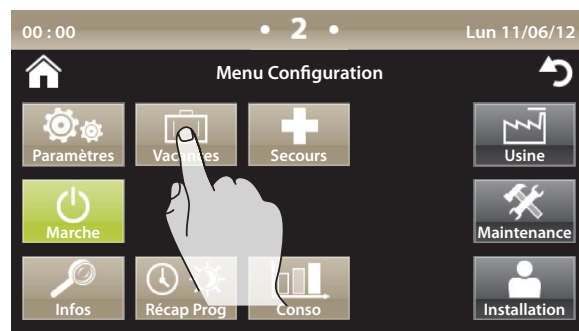 00 : 00 • 2 • Lun 11/06/12
Menu Configuration
Paramètres Vacances Secours Usine
Marche Maintenance
Infos Récap Prog Conso Installation